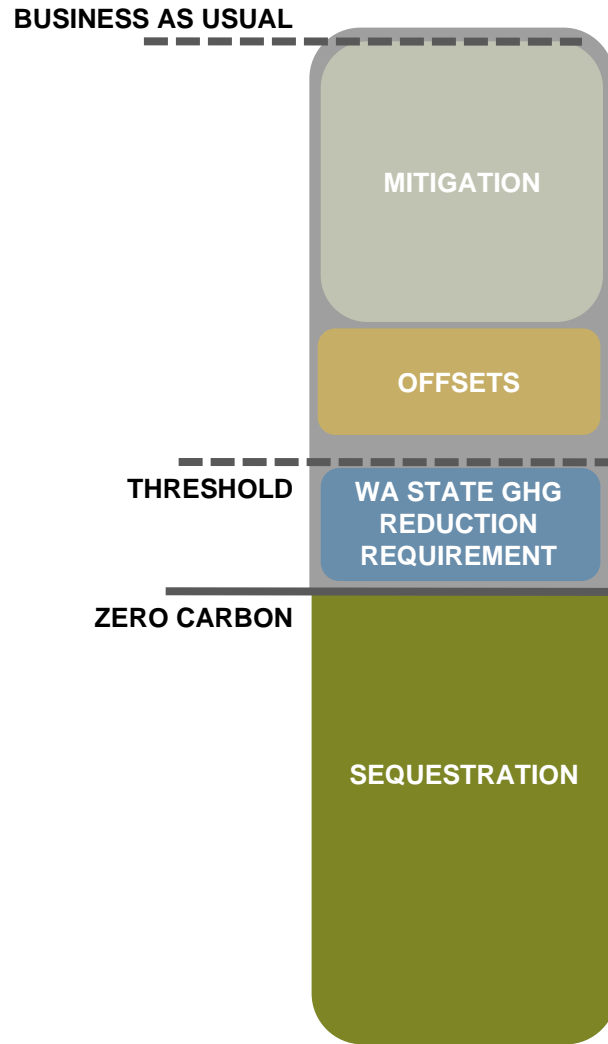 BUSINESS AS USUAL
MITIGATION
OFFSETS
THRESHOLD
WA STATE GHG
REDUCTION
REQUIREMENT
ZERO CARBON
SEQUESTRATION